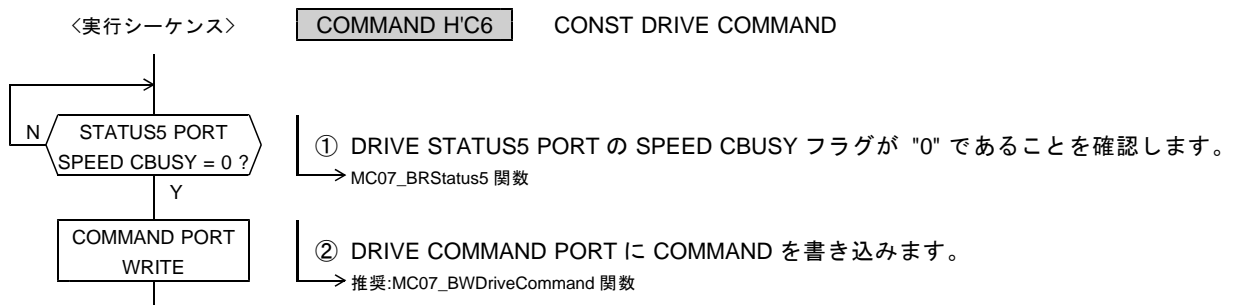 〈実行シーケンス〉 COMMAND H'C6 CONST DRIVE COMMAND
N
STATUS5 PORT
SPEED CBUSY = 0 ?
Y
① DRIVE STATUS5 PORT の SPEED CBUSY フラグが "0" であることを確認します。
MC07_BRStatus5 関数
COMMAND PORT
WRITE
② DRIVE COMMAND PORT に COMMAND を書き込みます。
推奨:MC07_BWDriveCommand 関数